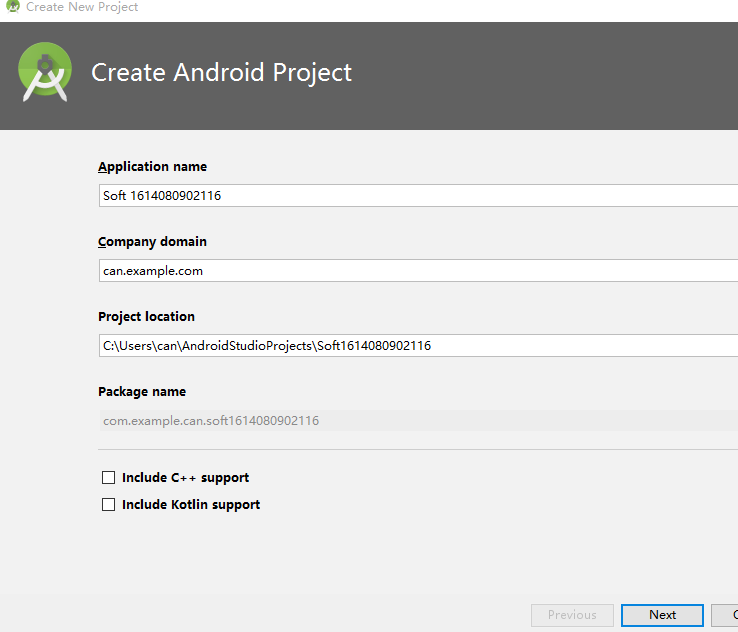 Create New Project
Create Android Project
Application name
Soft 1614080902116
Company domain
can.example.com
Project location
C:\Users\can\AndroidStudioProjects\Soft1614080902116
Package name
com.example.can.soft1614080902116
Include C++ support
Include Kotlin support
Previous
Next